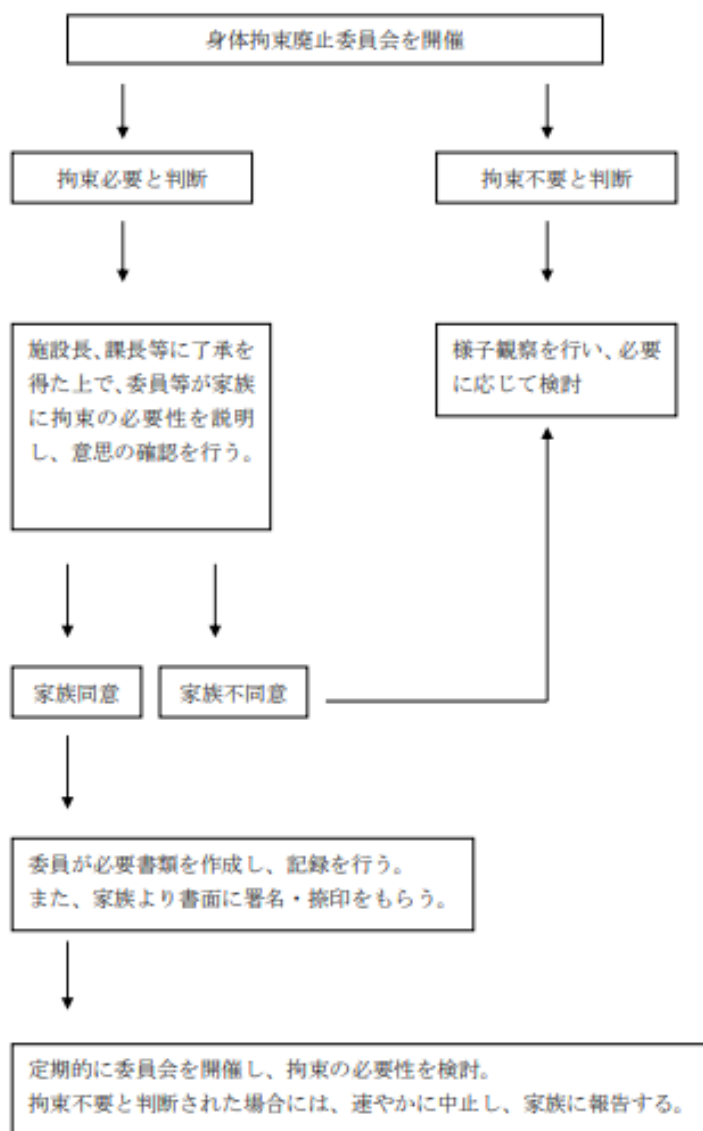 身体拘束廃止委員会を開催
拘束必要と判断
拘束不要と判断
施設長、課長等に了承を
得た上で、委員等が家族
に拘束の必要性を説明
し、意思の確認を行う。
様子観察を行い、必要
に応じて検討
家族同意
家族不同意
委員が必要書類を作成し、記録を行う。
また、家族より書面に署名・捺印をもらう。
定期的に委員会を開催し、拘束の必要性を検討。
拘束不要と判断された場合には、速やかに中止し、家族に報告する。